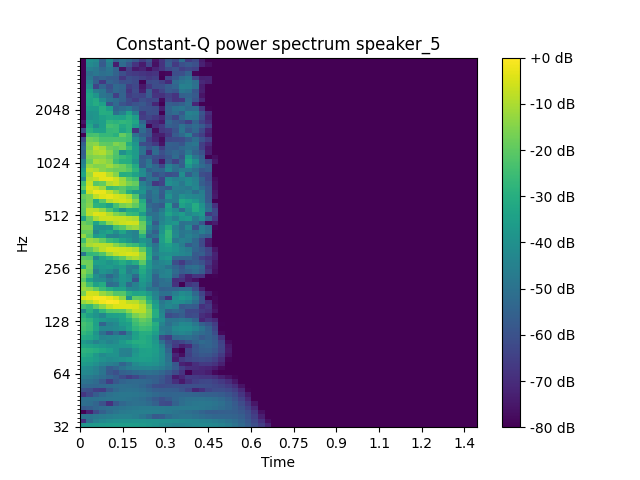 Constant-Q power spectrum speaker_5
Hz
2048
1024
512
256
128
64
32
0 0.15 0.3 0.45 0.6 0.75 0.9 1.1 1.2 1.4
Time
+0 dB
-10 dB
-20 dB
-30 dB
-40 dB
-50 dB
-60 dB
-70 dB
-80 dB